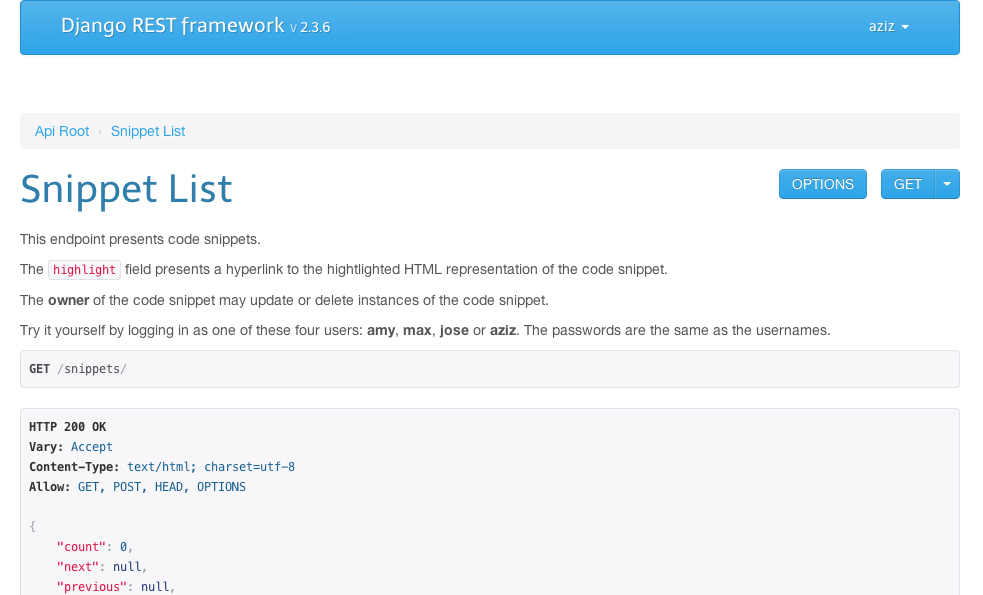 Django REST framework v 2.3.6
aziz
Api Root › Snippet List
Snippet List
OPTIONS
GET
This endpoint presents code snippets.
The highlight field presents a hyperlink to the hightlighted HTML representation of the code snippet.
The owner of the code snippet may update or delete instances of the code snippet.
Try it yourself by logging in as one of these four users: amy, max, jose or aziz. The passwords are the same as the usernames.
GET /snippets/
HTTP 200 OK
Vary: Accept
Content-Type: text/html; charset=utf-8
Allow: GET, POST, HEAD, OPTIONS
{
"count": 0,
"next": null,
"previous": null,